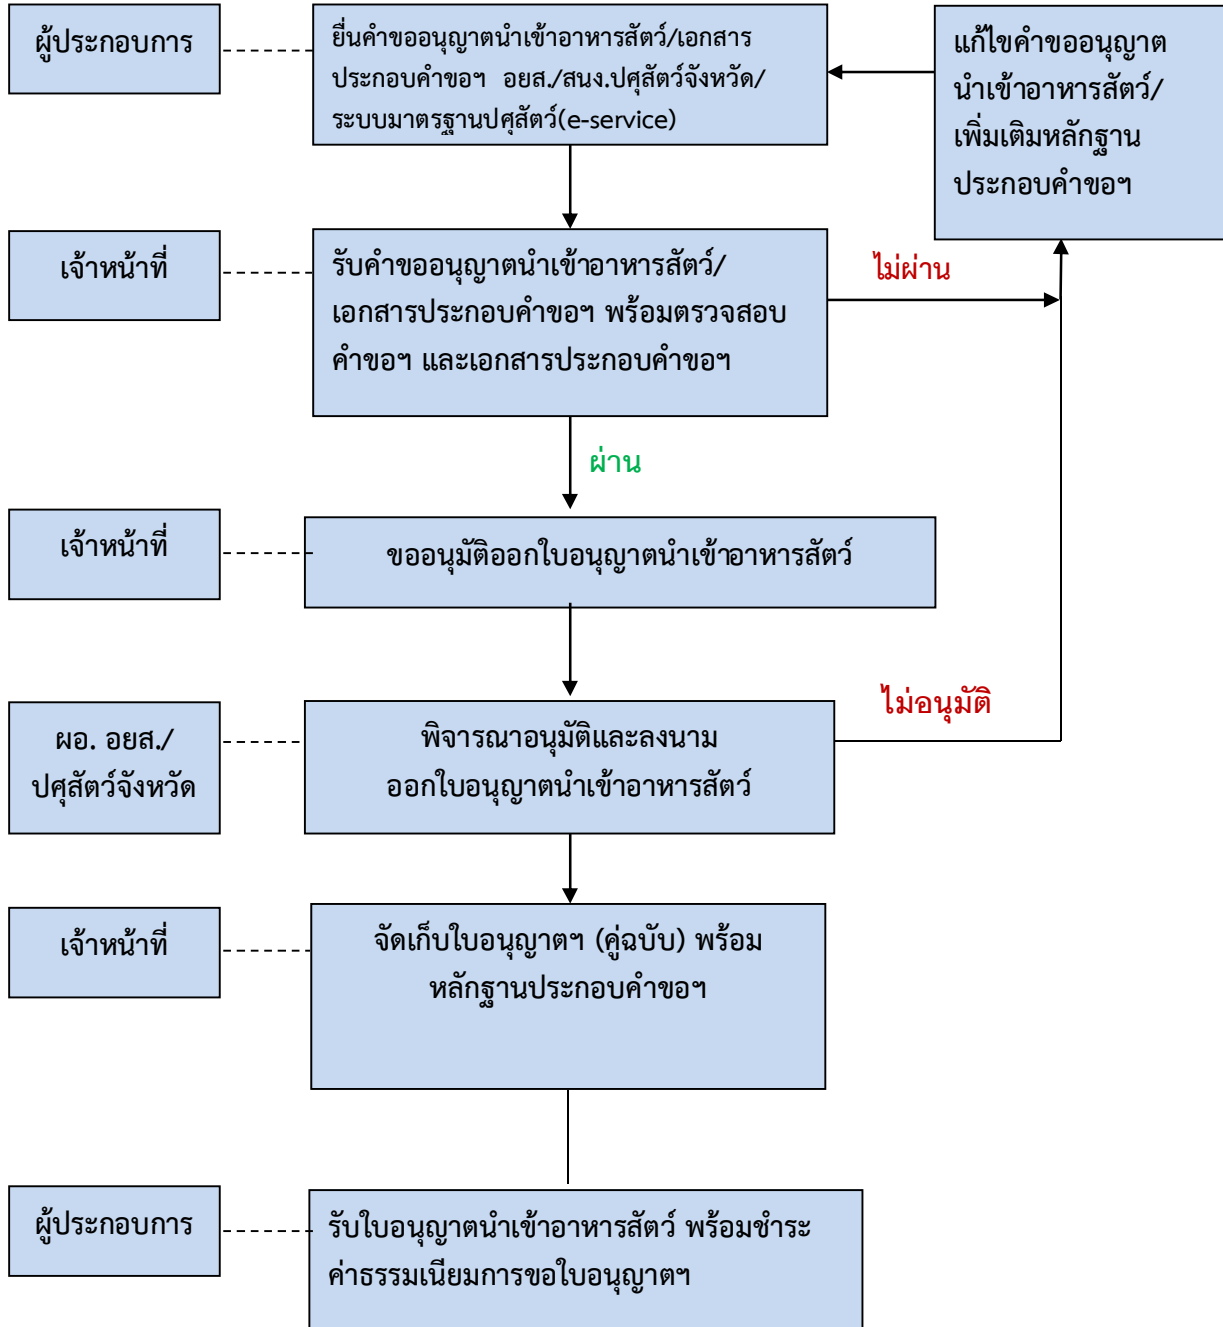 ผู้ประกอบการ
ยื่นคำขออนุญาตนำเข้าอาหารสัตว์/เอกสาร
ประกอบคำขอฯ อยส./สนง.ปศุสัตว์จังหวัด/
ระบบมาตรฐานปศุสัตว์(e-service)
แก้ไขคำขออนุญาต
นำเข้าอาหารสัตว์/
เพิ่มเติมหลักฐาน
ประกอบคำขอฯ
เจ้าหน้าที่
รับคำขออนุญาตนำเข้าอาหารสัตว์/
เอกสารประกอบคำขอฯ พร้อมตรวจสอบ
คำขอฯ และเอกสารประกอบคำขอฯ
ไม่ผ่าน
ผ่าน
เจ้าหน้าที่
ขออนุมัติออกใบอนุญาตนำเข้าอาหารสัตว์
ผอ. อยส./
ปศุสัตว์จังหวัด
พิจารณาอนุมัติและลงนาม
ออกใบอนุญาตนำเข้าอาหารสัตว์
ไม่อนุมัติ
เจ้าหน้าที่
จัดเก็บใบอนุญาตฯ (คู่ฉบับ) พร้อม
หลักฐานประกอบคำขอฯ
ผู้ประกอบการ
รับใบอนุญาตนำเข้าอาหารสัตว์ พร้อมชำระ
ค่าธรรมเนียมการขอใบอนุญาตฯ